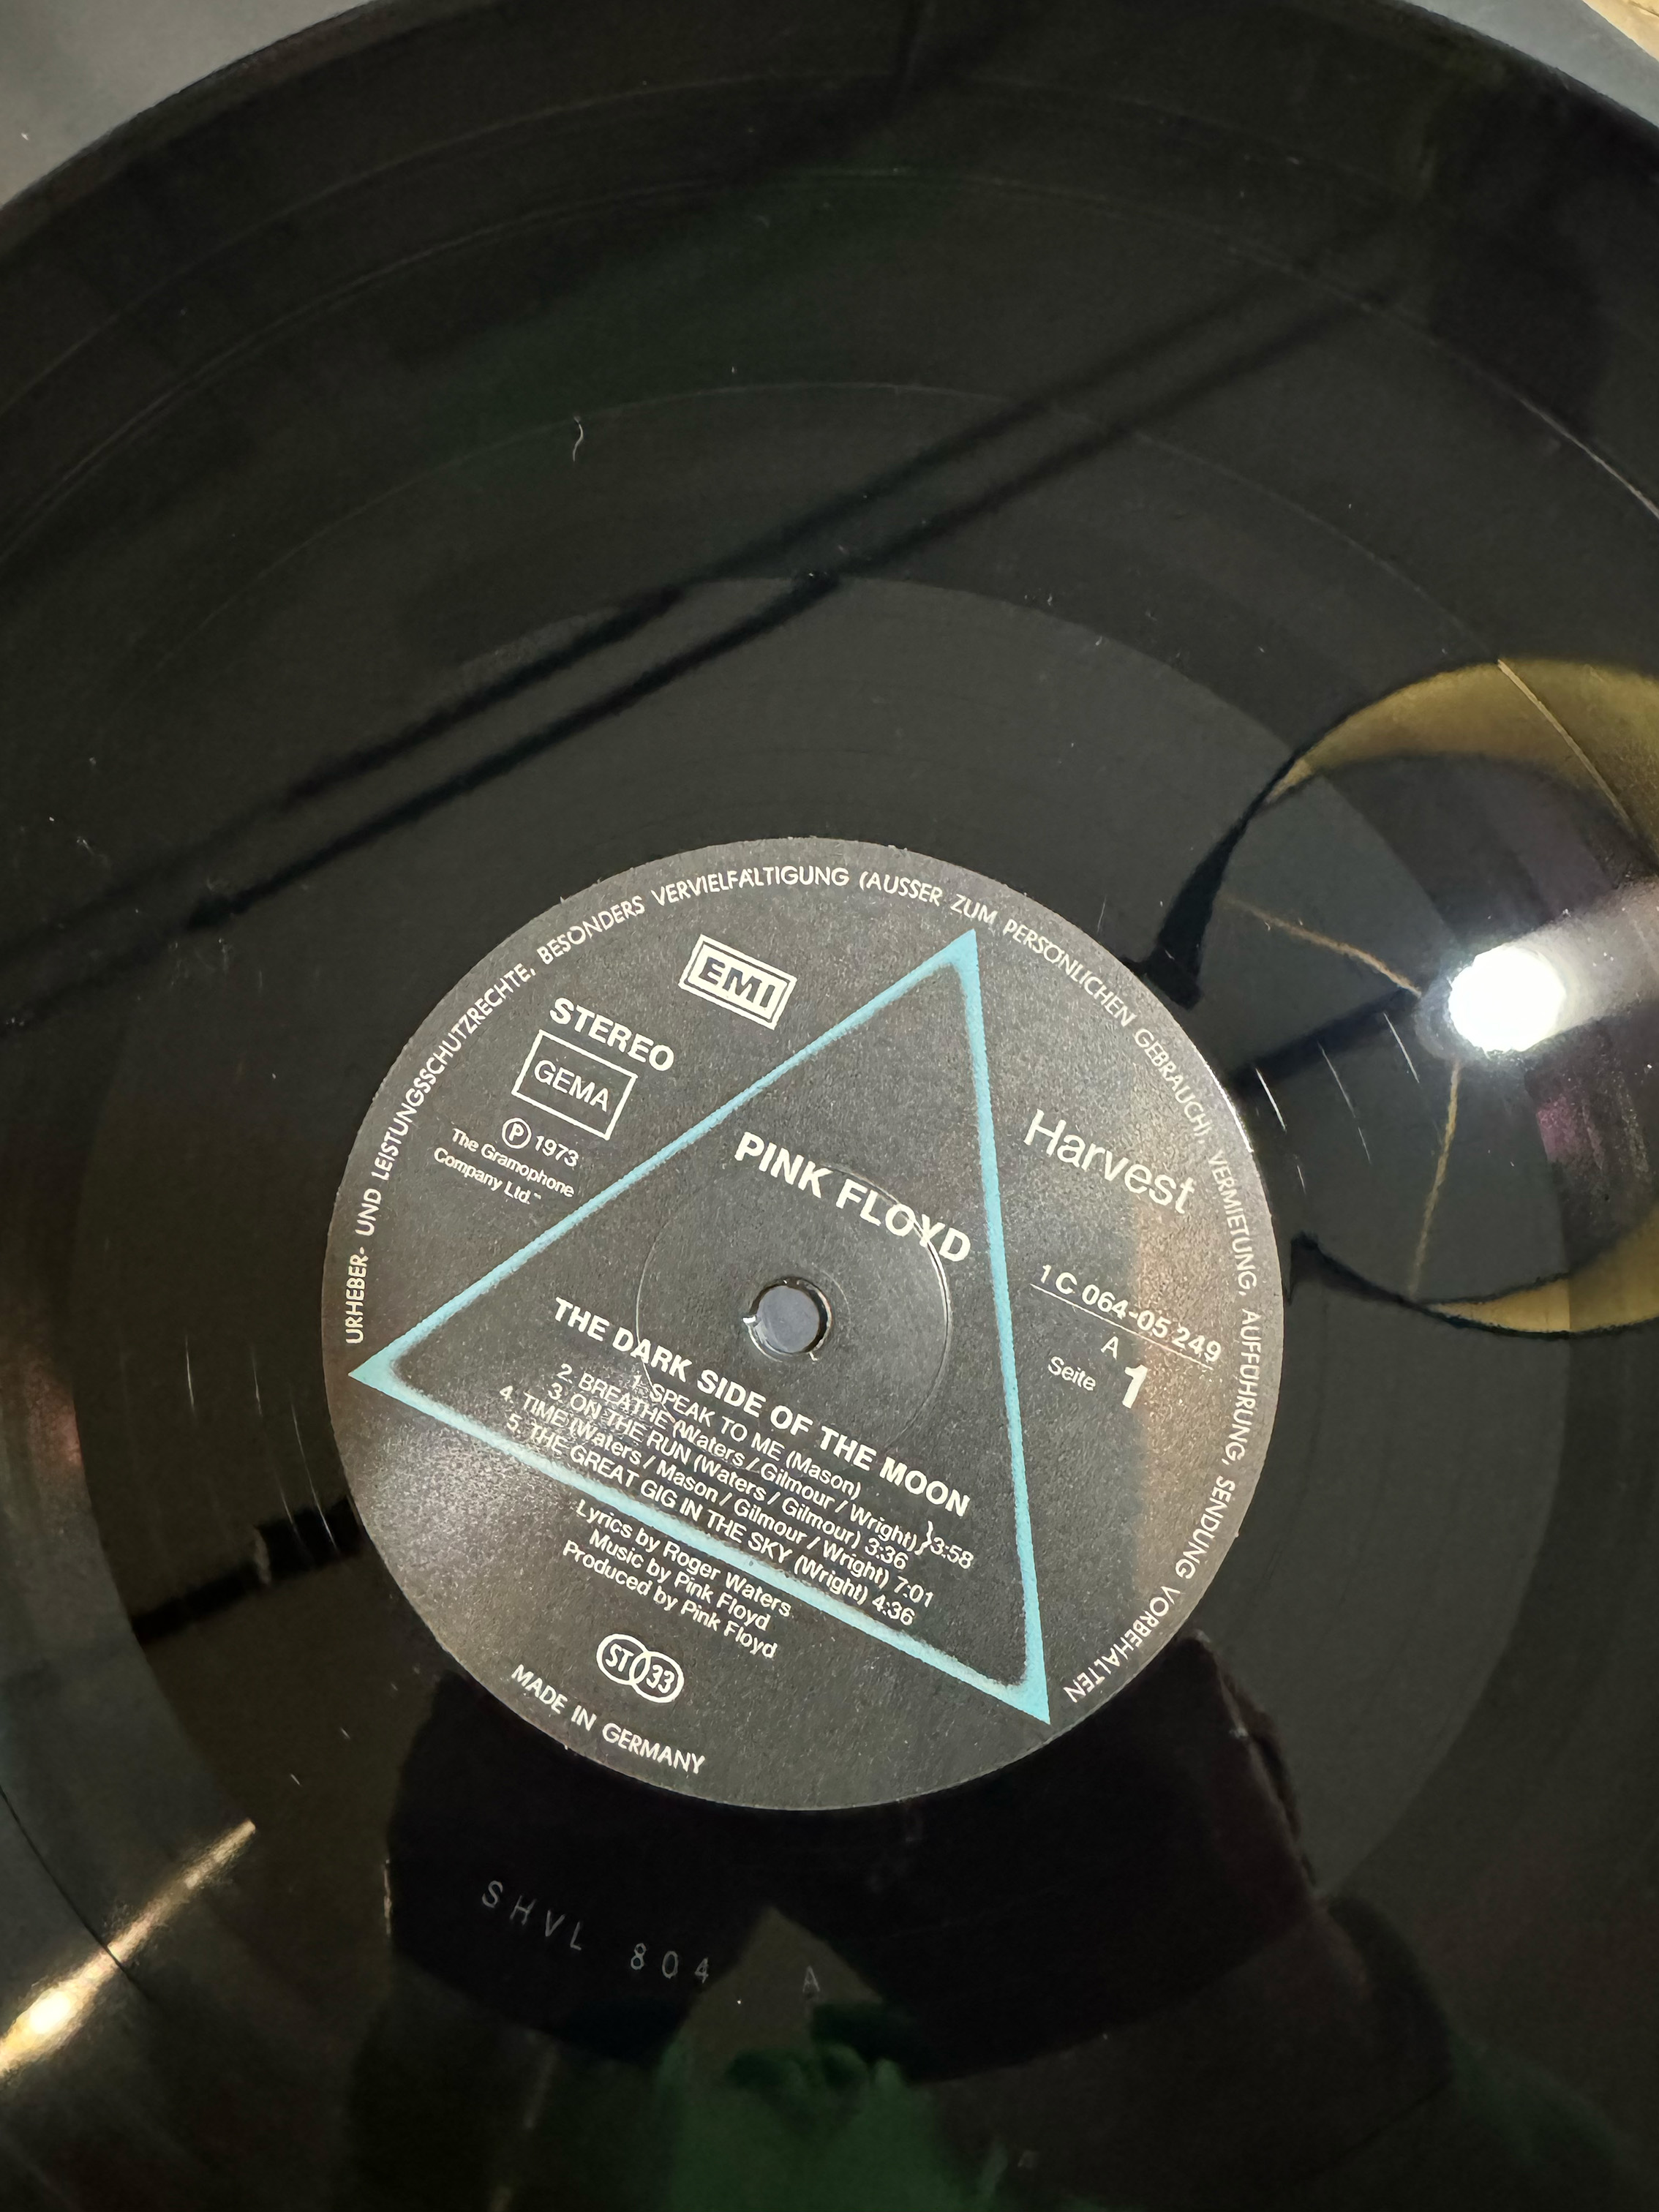 URHEBER- UND LEISTUNGSSCHUTZRECHTE, BESONDERS VERVIELFÄLTIGUNG (AUSSER ZUM PERSÖNLICHEN GEBRAUCH), VERMIETUNG, AUFFÜHRUNG, SENDUNG VORBEHALTEN
EMI
STEREO
GEMA
Ⓟ 1973
The Gramophone
Company Ltd.
Harvest
1 C 064-05 249
A
Seite 1
PINK FLOYD
THE DARK SIDE OF THE MOON
1. SPEAK TO ME (Mason)
2. BREATHE (Waters / Gilmour / Wright) }3:58
3. ON THE RUN (Waters / Gilmour) 3:36
4. TIME (Waters / Mason / Gilmour / Wright) 7:01
5. THE GREAT GIG IN THE SKY (Wright) 4:36
Lyrics by Roger Waters
Music by Pink Floyd
Produced by Pink Floyd
ST 33
MADE IN GERMANY
SHVL 804 A